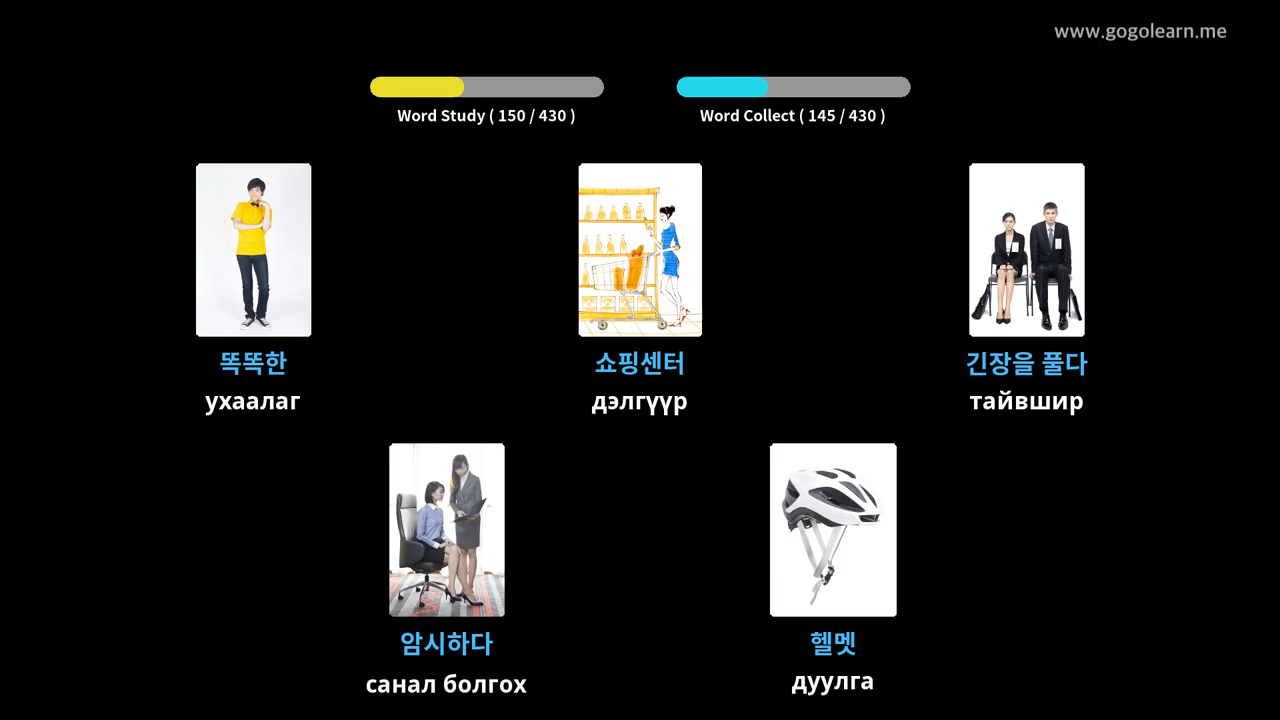 www.gogolearn.me
Word Study ( 150 / 430 )
Word Collect ( 145 / 430 )
똑똑한
ухаалаг
쇼핑센터
дэлгүүр
긴장을 풀다
тайвшир
암시하다
санал болгох
헬멧
дуулга